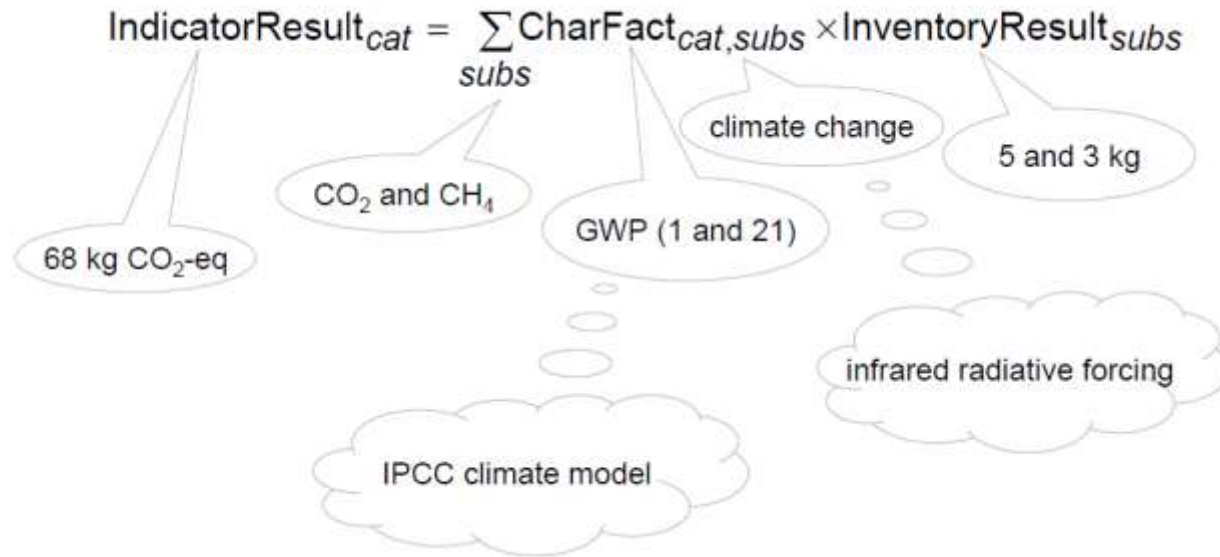 IndicatorResult_cat = ∑_subs CharFact_cat,subs × InventoryResult_subs
climate change
5 and 3 kg
CO₂ and CH₄
GWP (1 and 21)
68 kg CO₂-eq
infrared radiative forcing
IPCC climate model